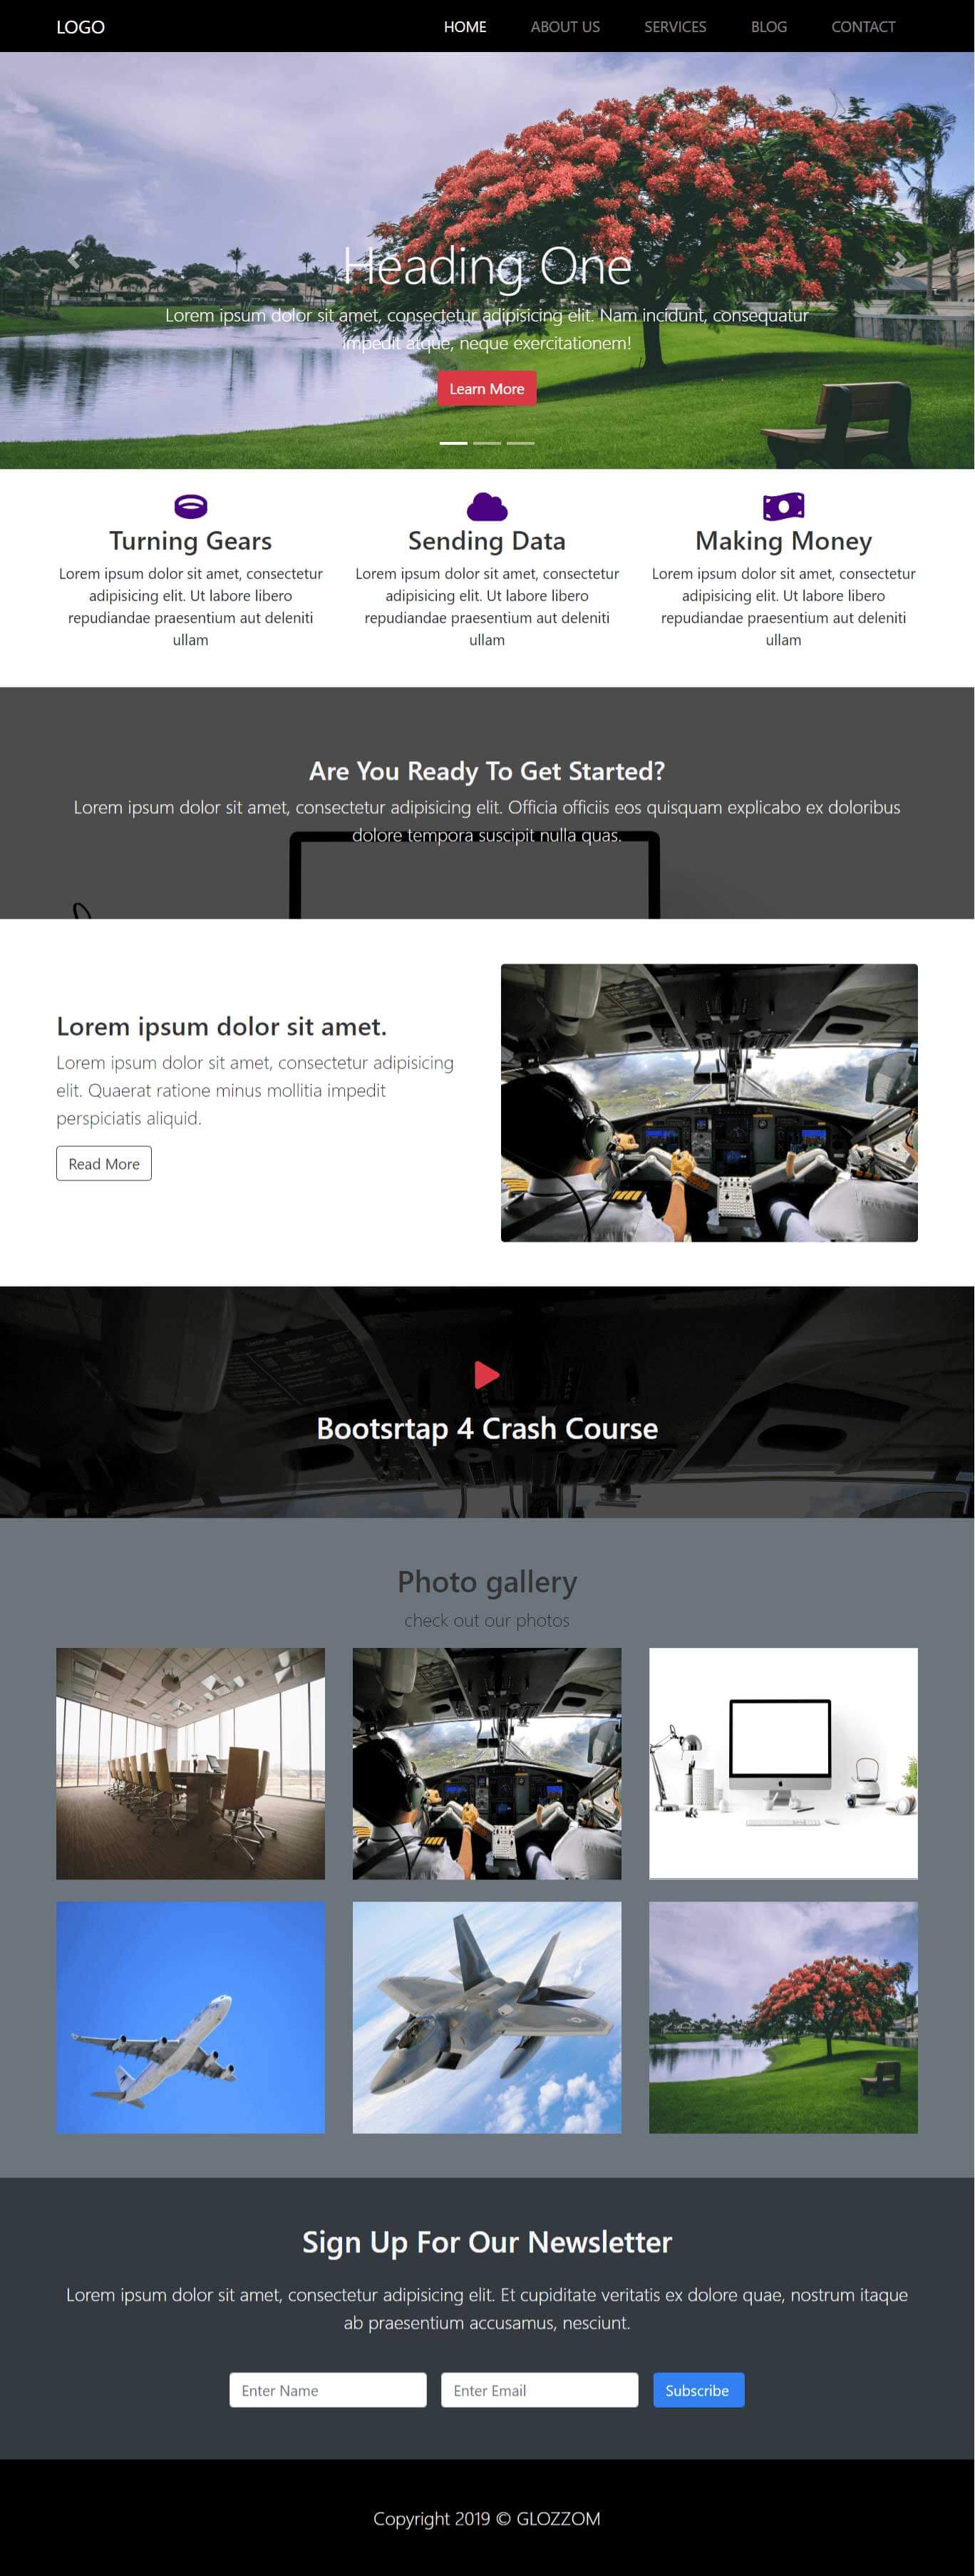 LOGO
HOME ABOUT US SERVICES BLOG CONTACT
Heading One
Lorem ipsum dolor sit amet, consectetur adipisicing elit. Nam incidunt, consequatur
impedit atque, neque exercitationem!
Learn More
Turning Gears
Lorem ipsum dolor sit amet, consectetur
adipisicing elit. Ut labore libero
repudiandae praesentium aut deleniti
ullam
Sending Data
Lorem ipsum dolor sit amet, consectetur
adipisicing elit. Ut labore libero
repudiandae praesentium aut deleniti
ullam
Making Money
Lorem ipsum dolor sit amet, consectetur
adipisicing elit. Ut labore libero
repudiandae praesentium aut deleniti
ullam
Are You Ready To Get Started?
Lorem ipsum dolor sit amet, consectetur adipisicing elit. Officia officiis eos quisquam explicabo ex doloribus
dolore tempora suscipit nulla quas.
Lorem ipsum dolor sit amet.
Lorem ipsum dolor sit amet, consectetur adipisicing
elit. Quaerat ratione minus mollitia impedit
perspiciatis aliquid.
Read More
Bootsrtap 4 Crash Course
Photo gallery
check out our photos
Sign Up For Our Newsletter
Lorem ipsum dolor sit amet, consectetur adipisicing elit. Et cupiditate veritatis ex dolore quae, nostrum itaque
ab praesentium accusamus, nesciunt.
Enter Name Enter Email Subscribe
Copyright 2019 © GLOZZOM